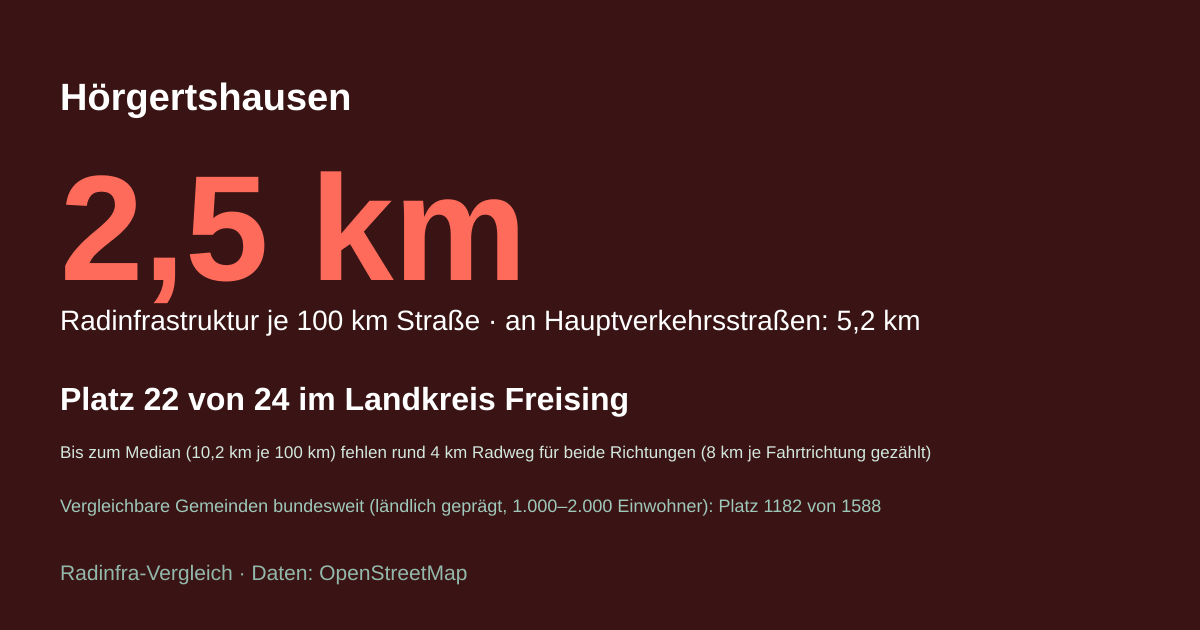 Hörgertshausen
2,5 km
Radinfrastruktur je 100 km Straße · an Hauptverkehrsstraßen: 5,2 km
Platz 22 von 24 im Landkreis Freising
Bis zum Median (10,2 km je 100 km) fehlen rund 4 km Radweg für beide Richtungen (8 km je Fahrtrichtung gezählt)
Vergleichbare Gemeinden bundesweit (ländlich geprägt, 1.000–2.000 Einwohner): Platz 1182 von 1588
Radinfra-Vergleich · Daten: OpenStreetMap